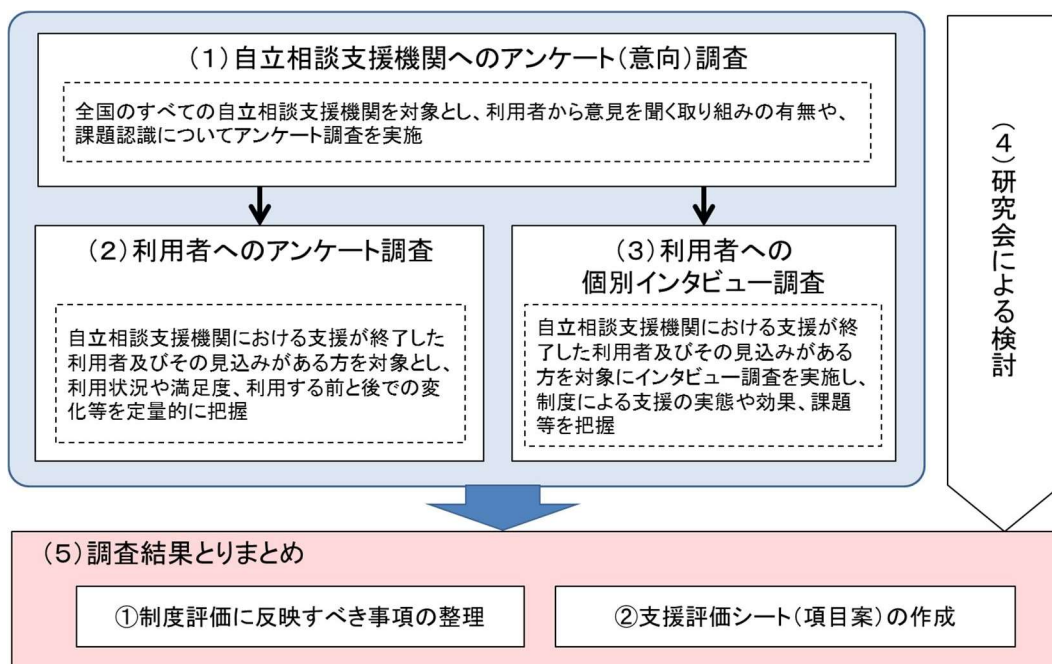 (1)自立相談支援機関へのアンケート(意向)調査
全国のすべての自立相談支援機関を対象とし、利用者から意見を聞く取り組みの有無や、
課題認識についてアンケート調査を実施
(2)利用者へのアンケート調査
自立相談支援機関における支援が終了した
利用者及びその見込みがある方を対象とし、
利用状況や満足度、利用する前と後での変
化等を定量的に把握
(3)利用者への
個別インタビュー調査
自立相談支援機関における支援が終
了した利用者及びその見込みがある
方を対象にインタビュー調査を実施し、
制度による支援の実態や効果、課題
等を把握
(4)研究会による検討
(5)調査結果とりまとめ
①制度評価に反映すべき事項の整理
②支援評価シート(項目案)の作成